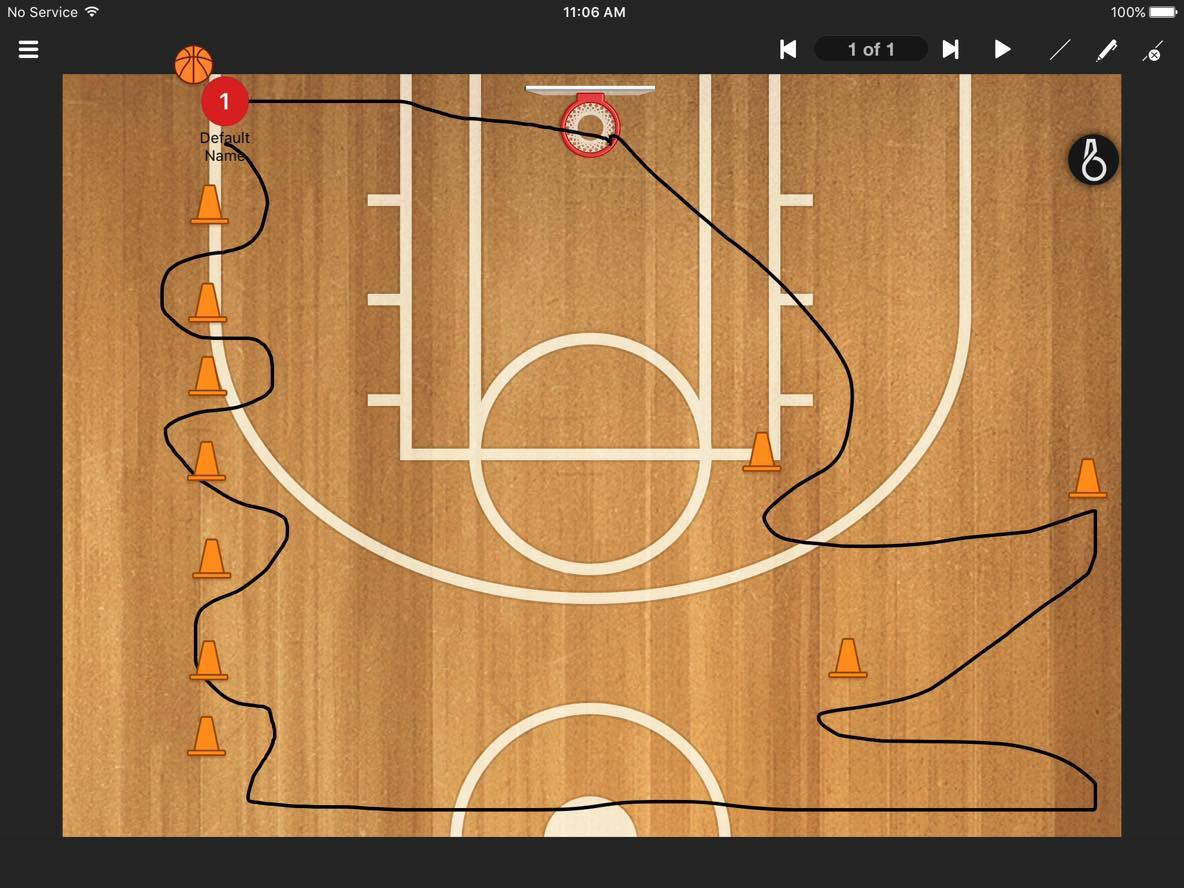 No Service
11:06 AM
100%
1 of 1
1
Default
Name